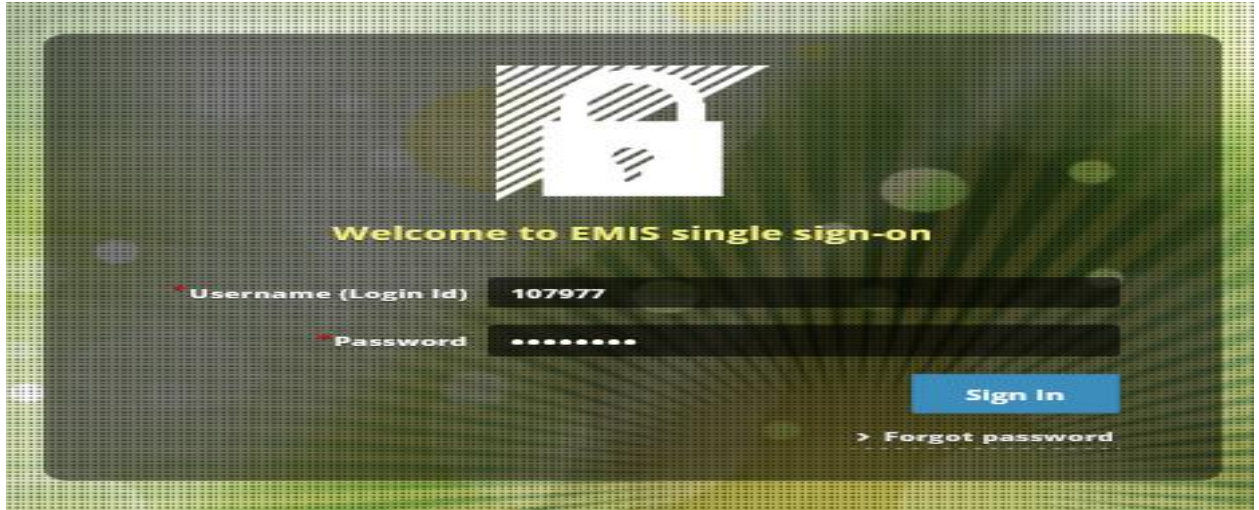 Welcome to EMIS single sign-on
*Username (Login Id) 107977
*Password ••••••••
Sign In
> Forgot password